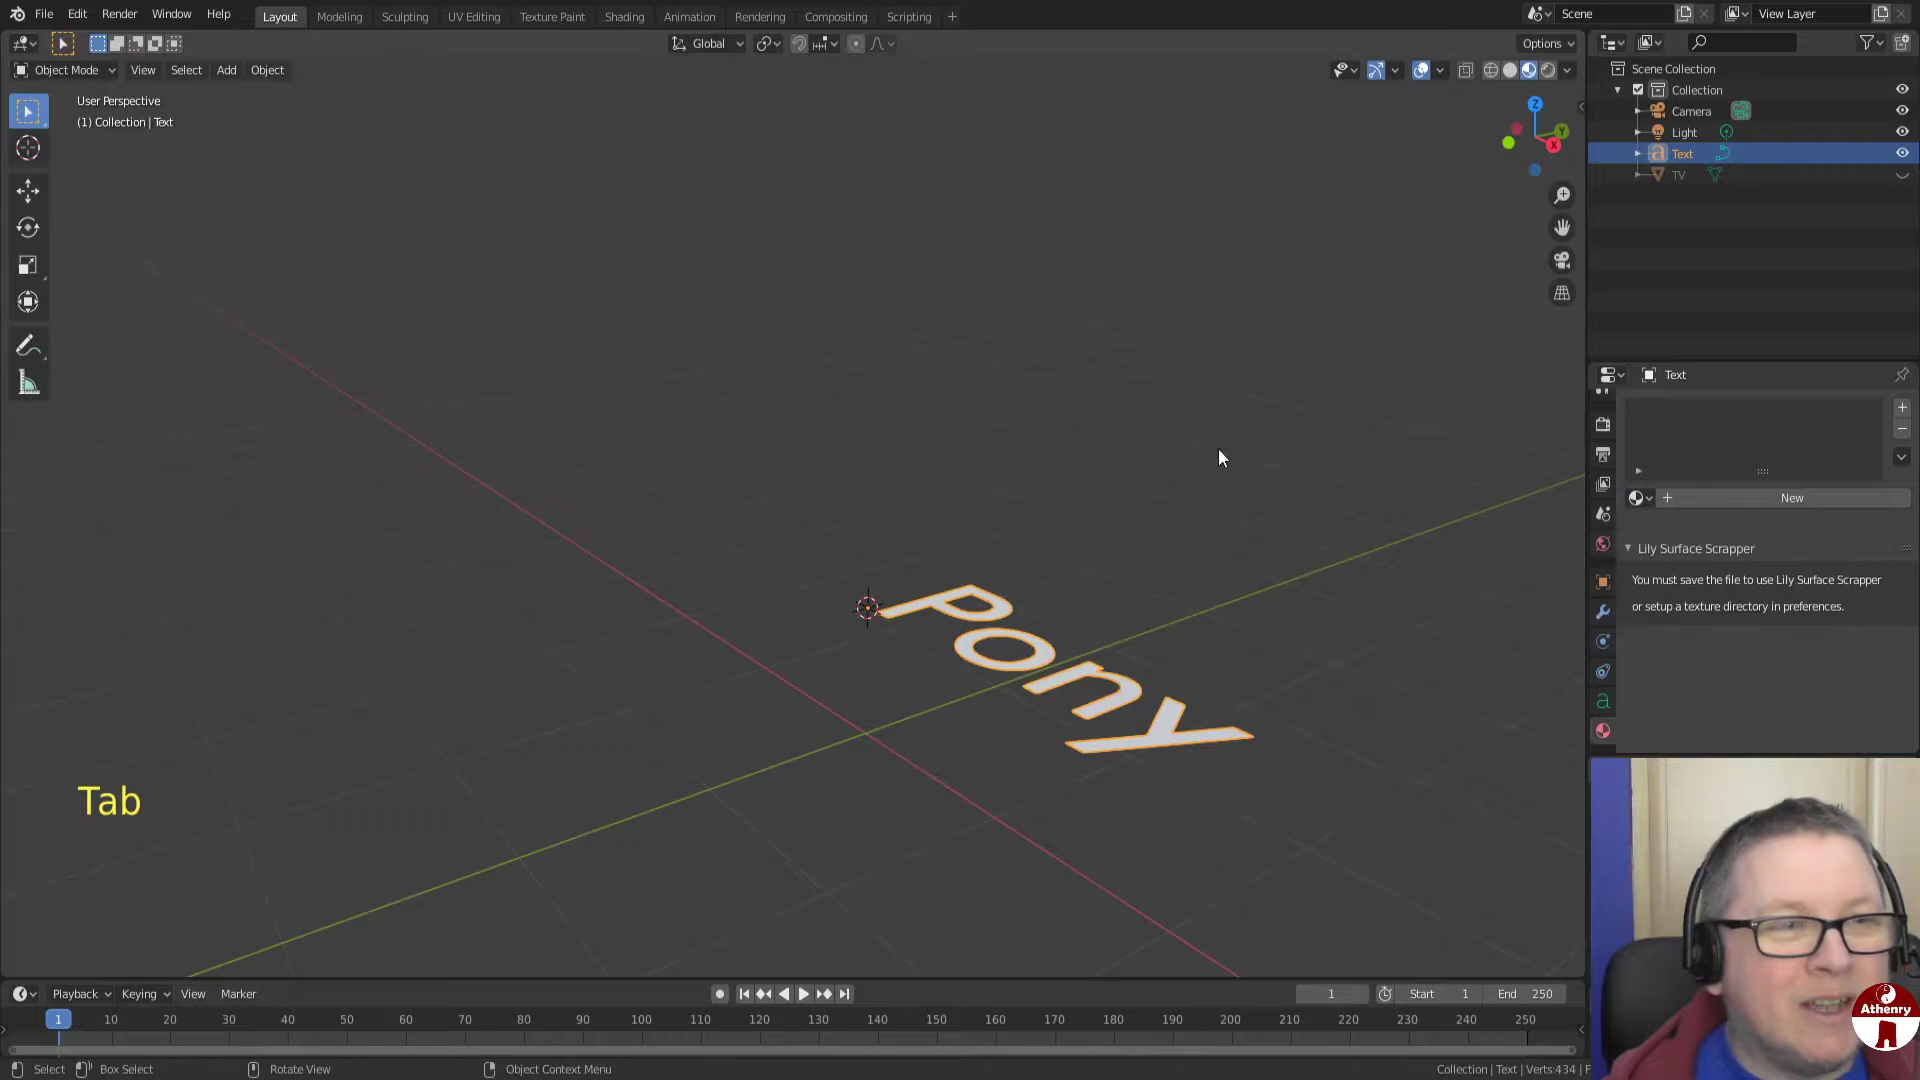 File Edit Render Window Help Layout Modeling Sculpting UV Editing Texture Paint Shading Animation Rendering Compositing Scripting + Scene View Layer
Global Options
Object Mode View Select Add Object
User Perspective
(1) Collection | Text
Z
Y
X
Scene Collection
Collection
Camera
Light
a Text
TV
Text
New
Lily Surface Scrapper
You must save the file to use Lily Surface Scrapper
or setup a texture directory in preferences.
a
Pony
Tab
Playback Keying View Marker 1 Start 1 End 250
1 10 20 30 40 50 60 70 80 90 100 110 120 130 140 150 160 170 180 190 200 210 220 230 240 250
Select Box Select Rotate View Object Context Menu Collection | Text | Verts:434 | F
Athenry